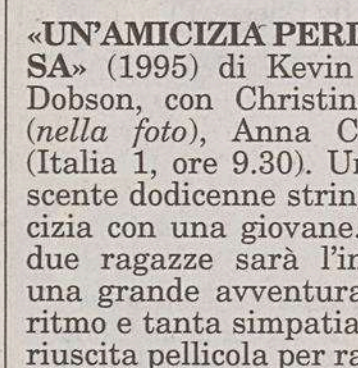 «UN'AMICIZIA PERI
SA» (1995) di Kevin
Dobson, con Christin
(nella foto), Anna C
(Italia 1, ore 9.30). Un
scente dodicenne strin
cizia con una giovane.
due ragazze sarà l'in
una grande avventura
ritmo e tanta simpatia
riuscita pellicola per ra